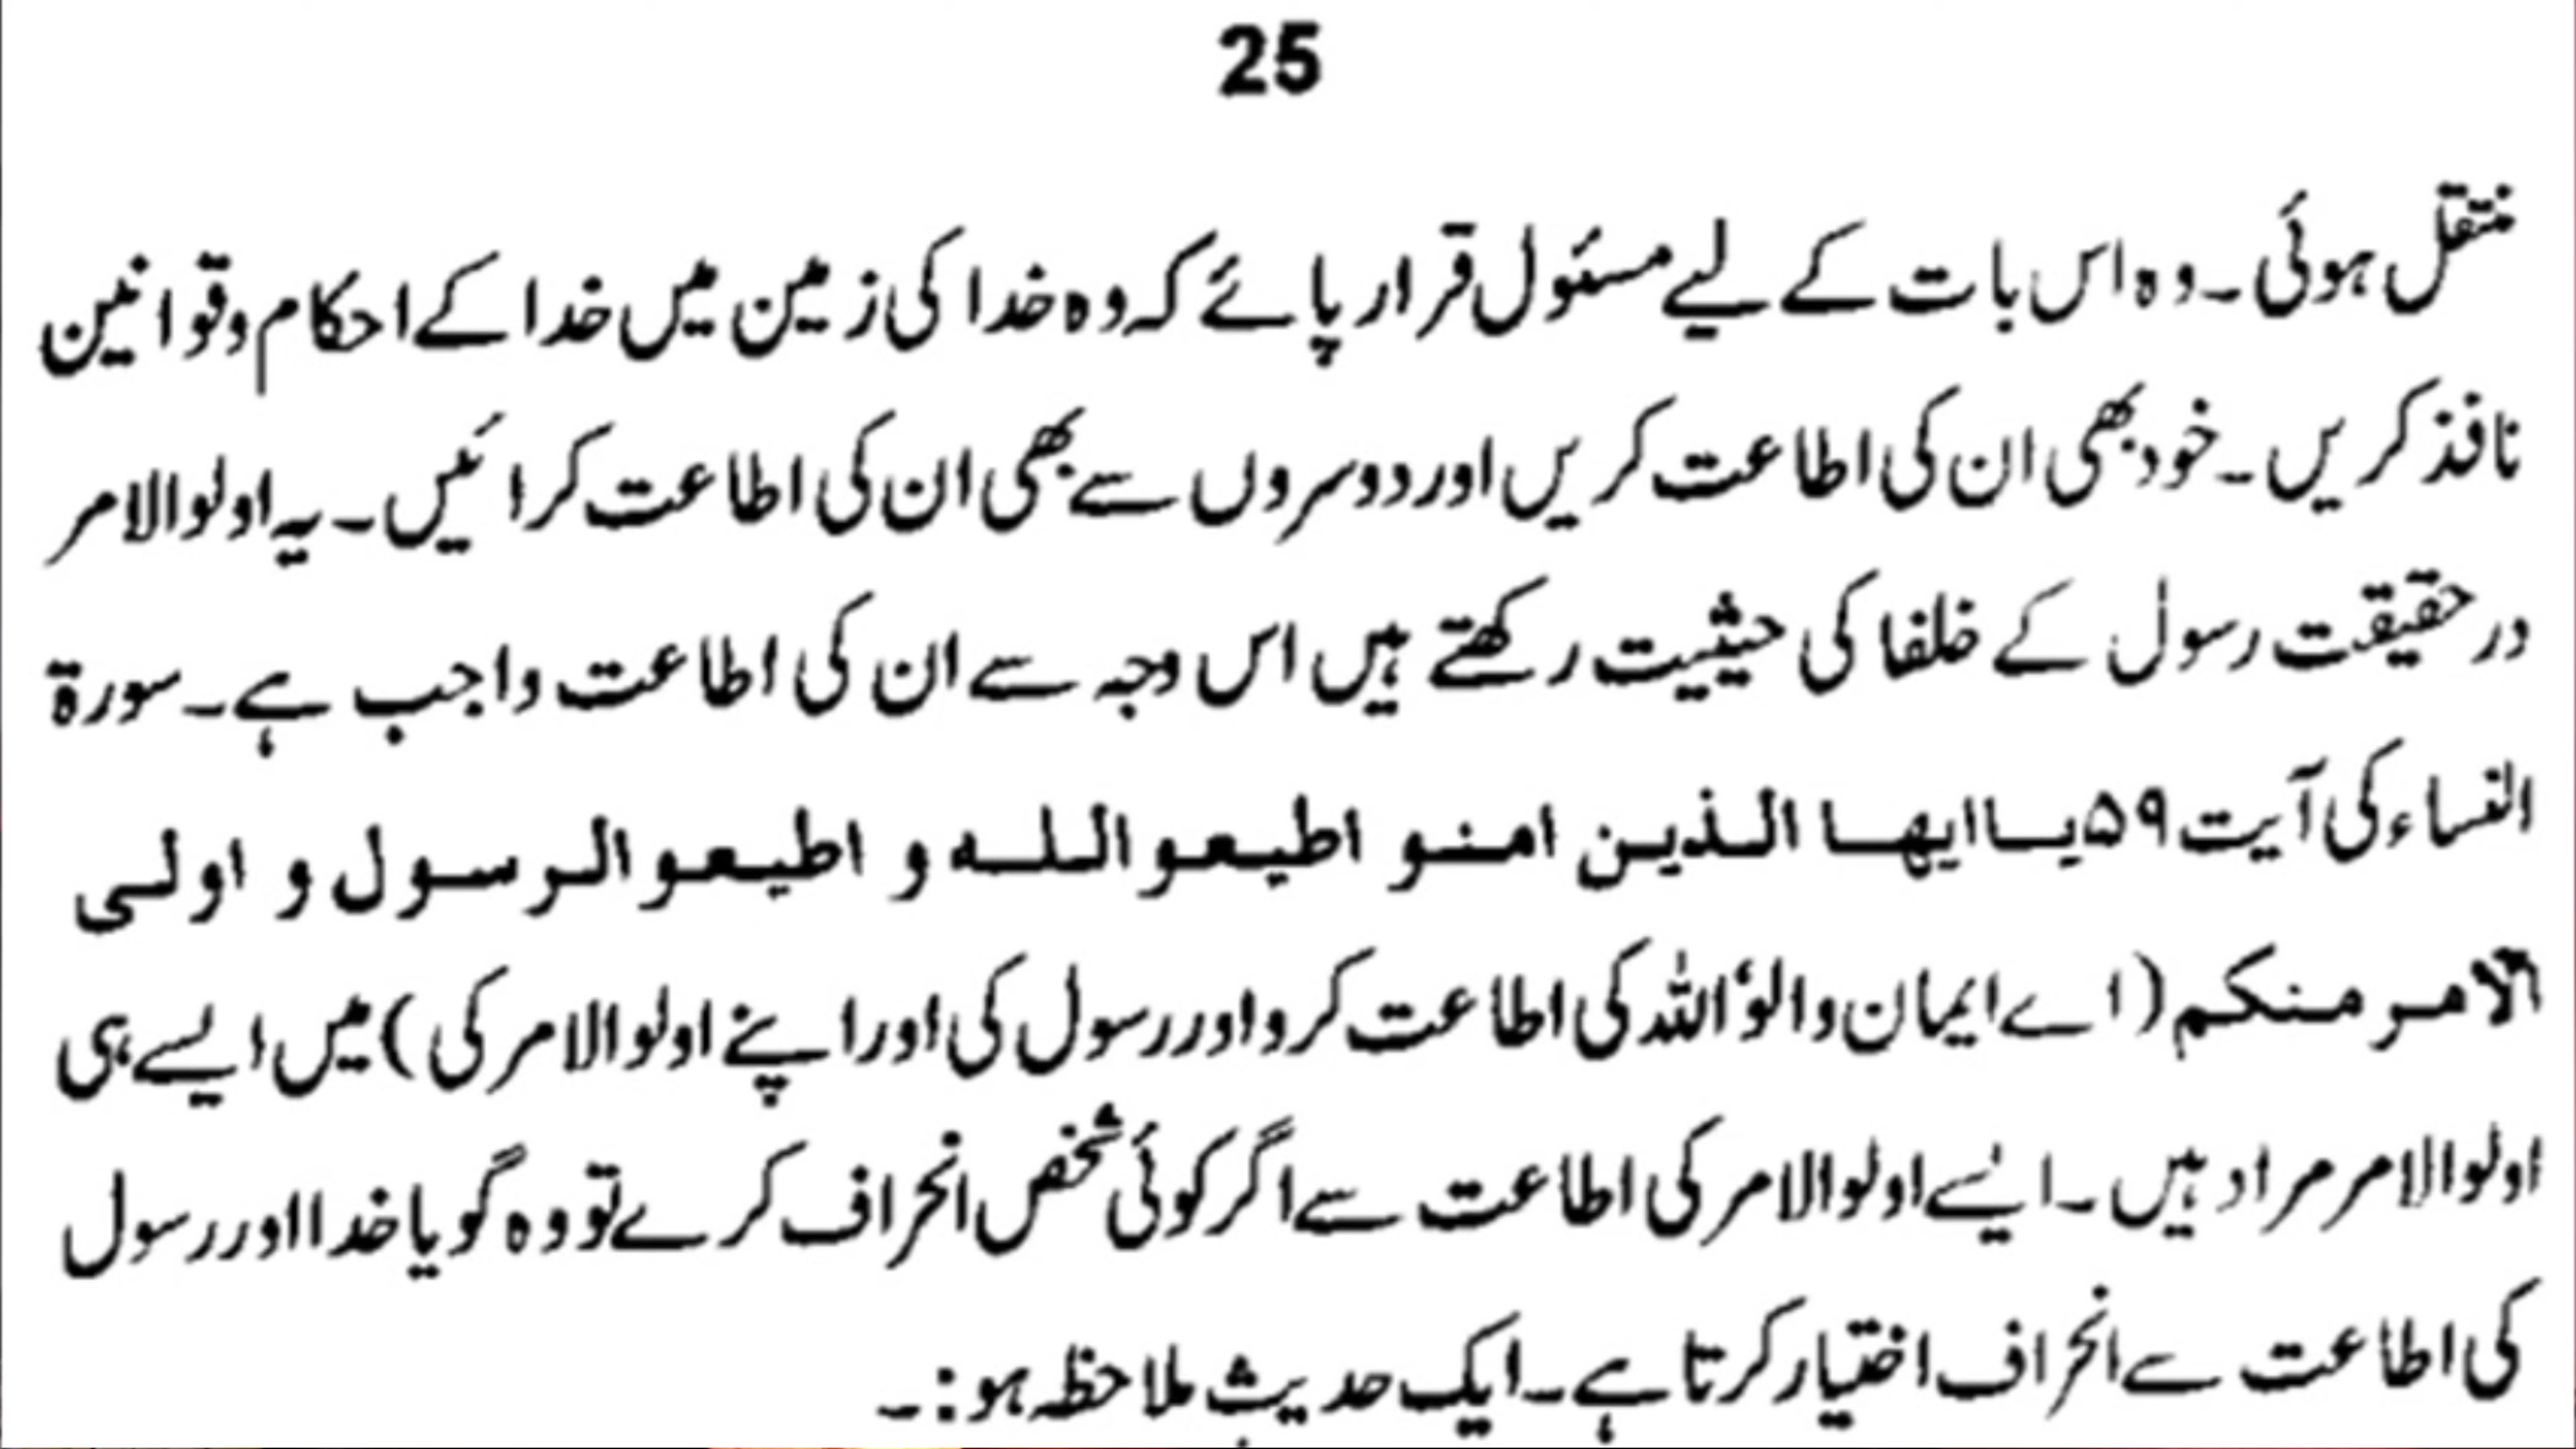 25
منتقل ہوئی ۔ وہ اس بات کے لیے مسئول قرار پائے کہ وہ خدا کی زمین میں خدا کے احکام و قوانین
نافذ کریں ۔ خود بھی ان کی اطاعت کریں اور دوسروں سے بھی ان کی اطاعت کرائیں ۔ یہ اولوالامر
درحقیقت رسول کے خلفا کی حیثیت رکھتے ہیں اس وجہ سے ان کی اطاعت واجب ہے ۔ سورۃ
النساء کی آیت ۵۹ یاایها الذین امنو اطیعو اللہ و اطیعو الرسول و اولی
الامر منکم (اے ایمان والو' اللہ کی اطاعت کرو اور رسول کی اور اپنے اولوالامر کی) میں ایسے ہی
اولوالامر مراد ہیں ۔ ایسے اولوالامر کی اطاعت سے اگر کوئی شخص انحراف کرے تو وہ گویا خدا اور رسول
کی اطاعت سے انحراف اختیار کرتا ہے ۔ ایک حدیث ملاحظہ ہو : ۔